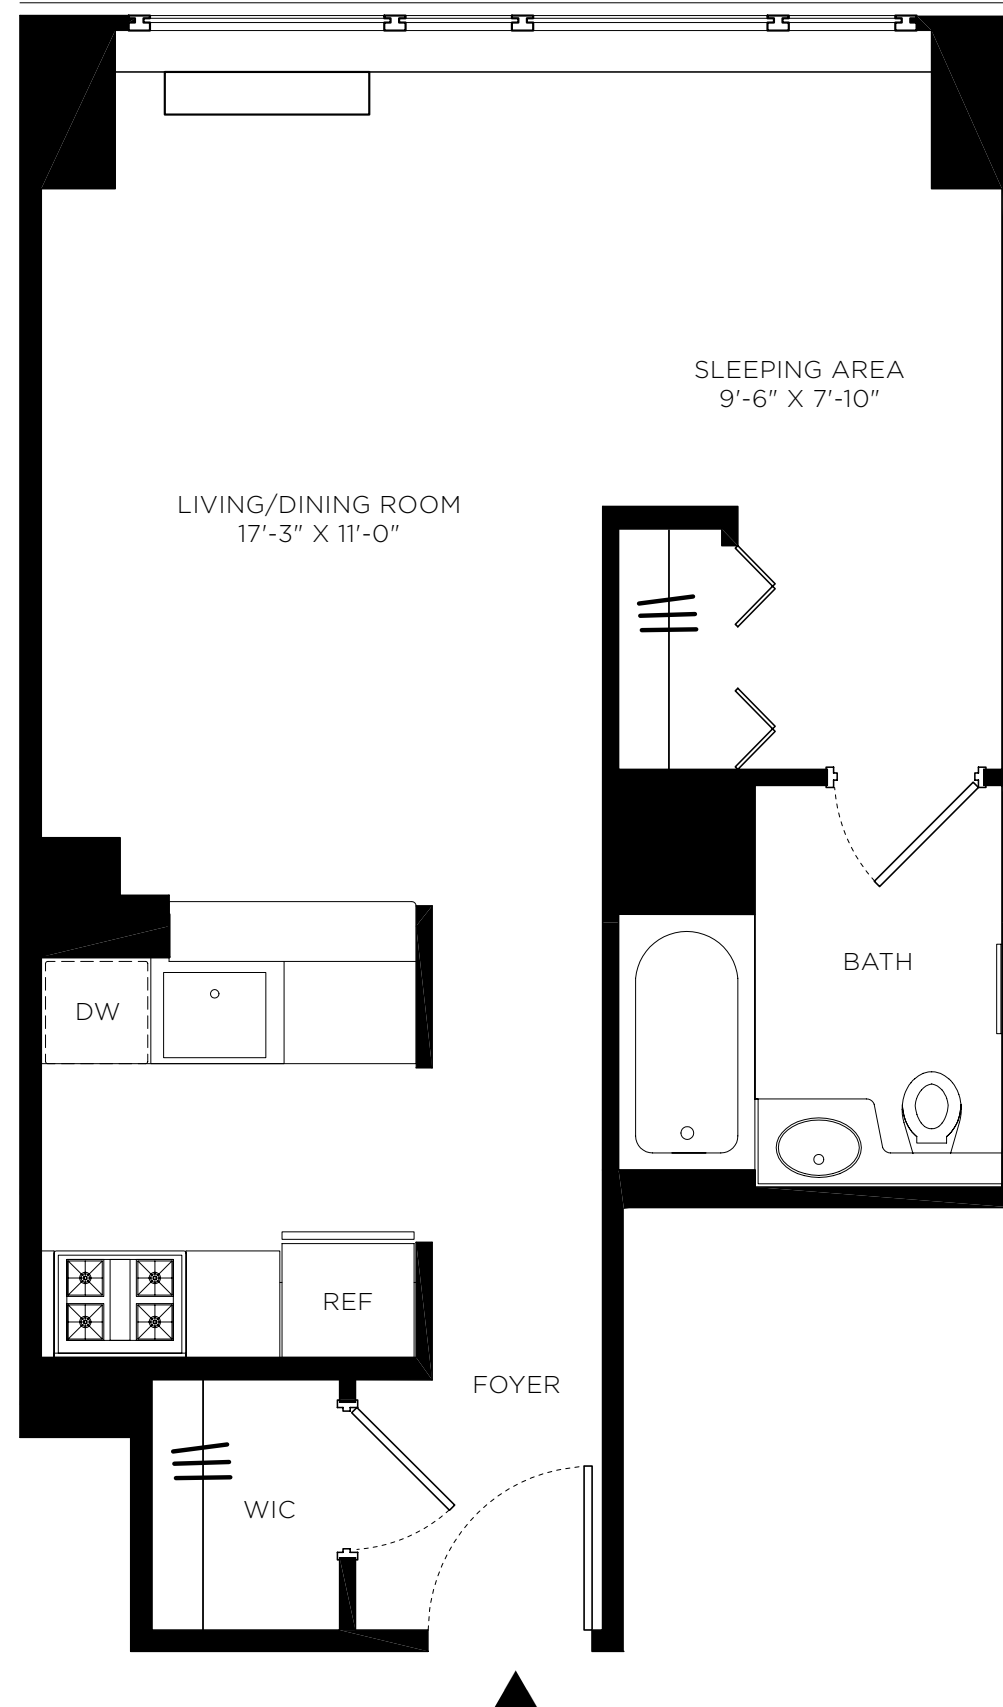 SLEEPING AREA
9'-6" X 7'-10"
LIVING/DINING ROOM
17'-3" X 11'-0"
BATH
DW
REF
FOYER
WIC